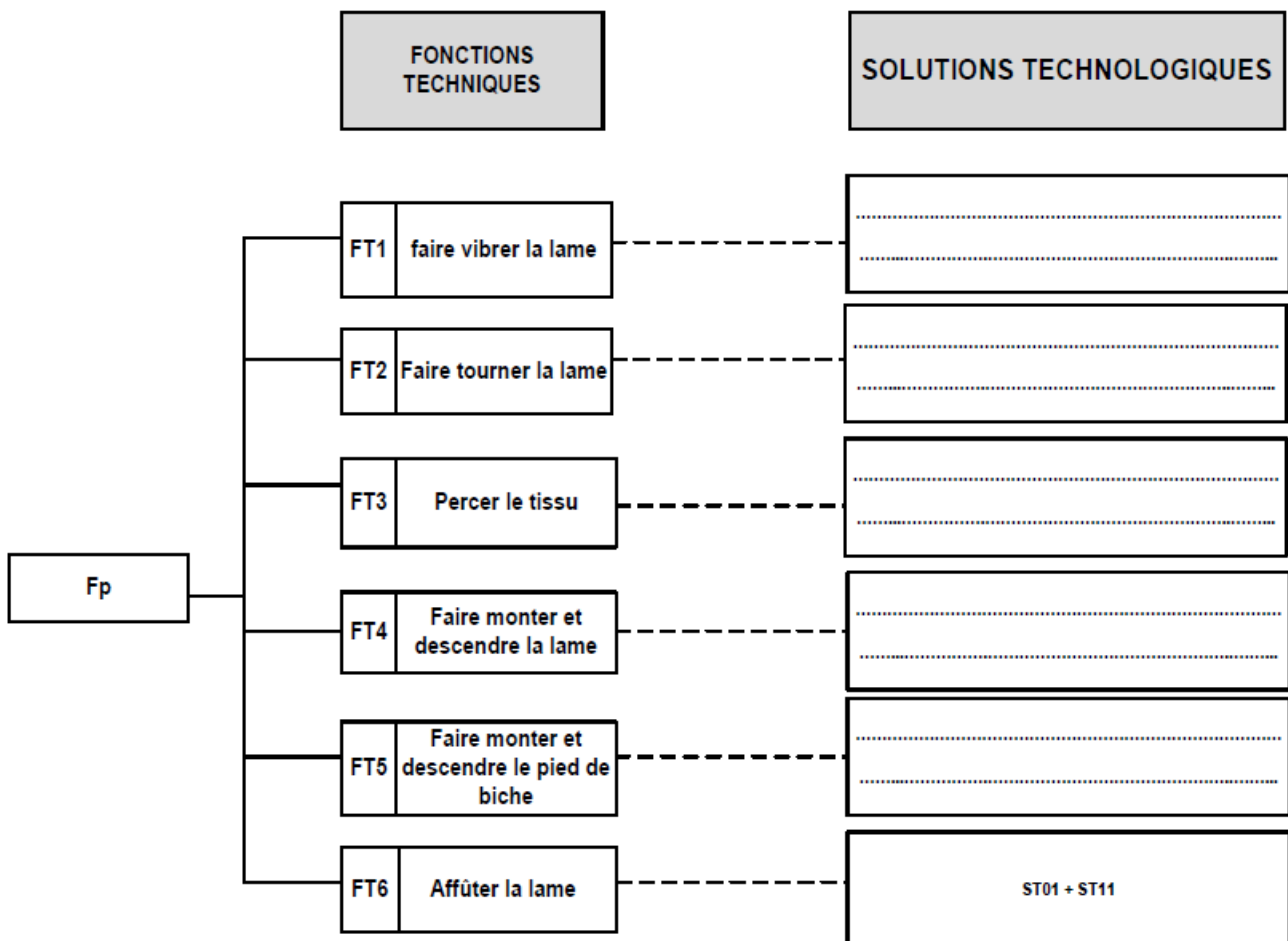 FONCTIONS
TECHNIQUES
SOLUTIONS TECHNOLOGIQUES
FT1
faire vibrer la lame
FT2
Faire tourner la lame
FT3
Percer le tissu
Fp
FT4
Faire monter et
descendre la lame
FT5
Faire monter et
descendre le pied de
biche
FT6
Affûter la lame
ST01 + ST11